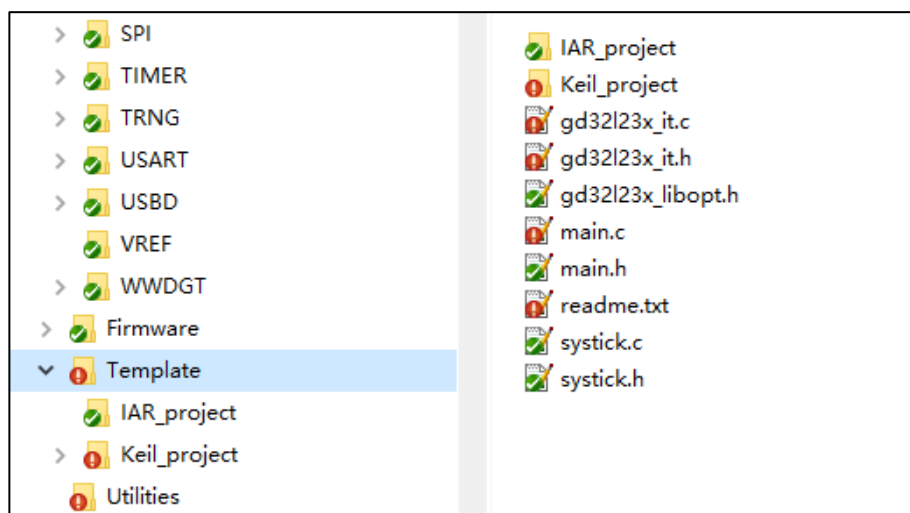 SPI
TIMER
TRNG
USART
USBD
VREF
WWDGT
Firmware
Template
IAR_project
Keil_project
Utilities
IAR_project
Keil_project
gd32l23x_it.c
gd32l23x_it.h
gd32l23x_libopt.h
main.c
main.h
readme.txt
systick.c
systick.h